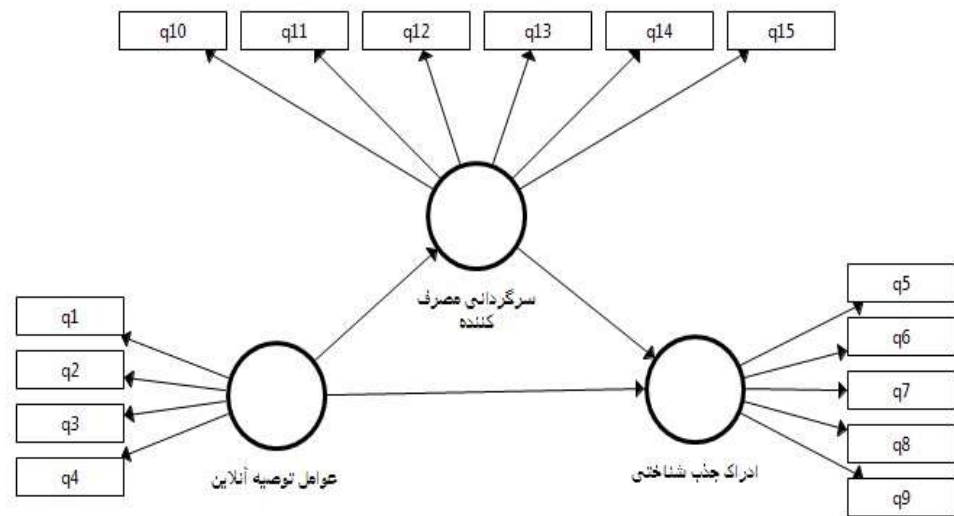 q10
q11
q12
q13
q14
q15
سرگردانی مصرف
کننده
q1
q2
q3
q4
عوامل توصیه آنلاین
q5
q6
q7
q8
q9
ادراک جذب شناختی